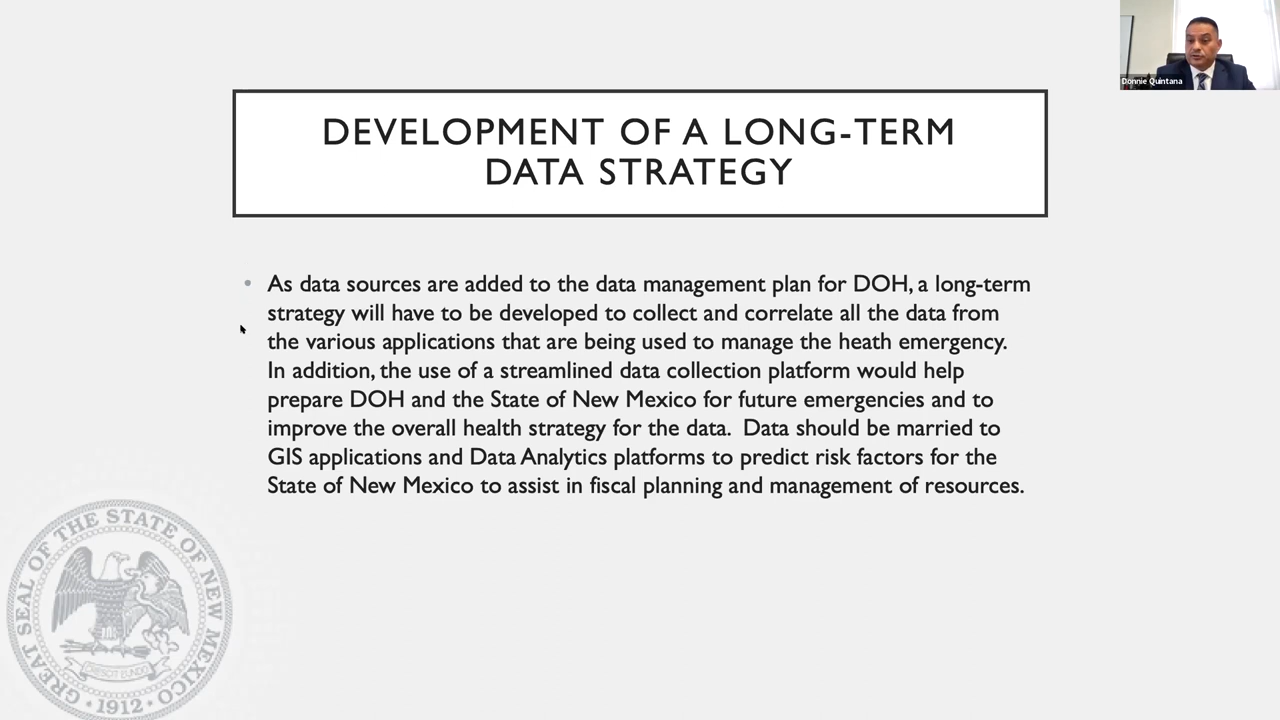 Donnie Quintana
DEVELOPMENT OF A LONG-TERM
DATA STRATEGY
• As data sources are added to the data management plan for DOH, a long-term
strategy will have to be developed to collect and correlate all the data from
the various applications that are being used to manage the heath emergency.
In addition, the use of a streamlined data collection platform would help
prepare DOH and the State of New Mexico for future emergencies and to
improve the overall health strategy for the data.  Data should be married to
GIS applications and Data Analytics platforms to predict risk factors for the
State of New Mexico to assist in fiscal planning and management of resources.
GREAT SEAL OF THE STATE OF NEW MEXICO
CRESCIT EUNDO
• 1912 •